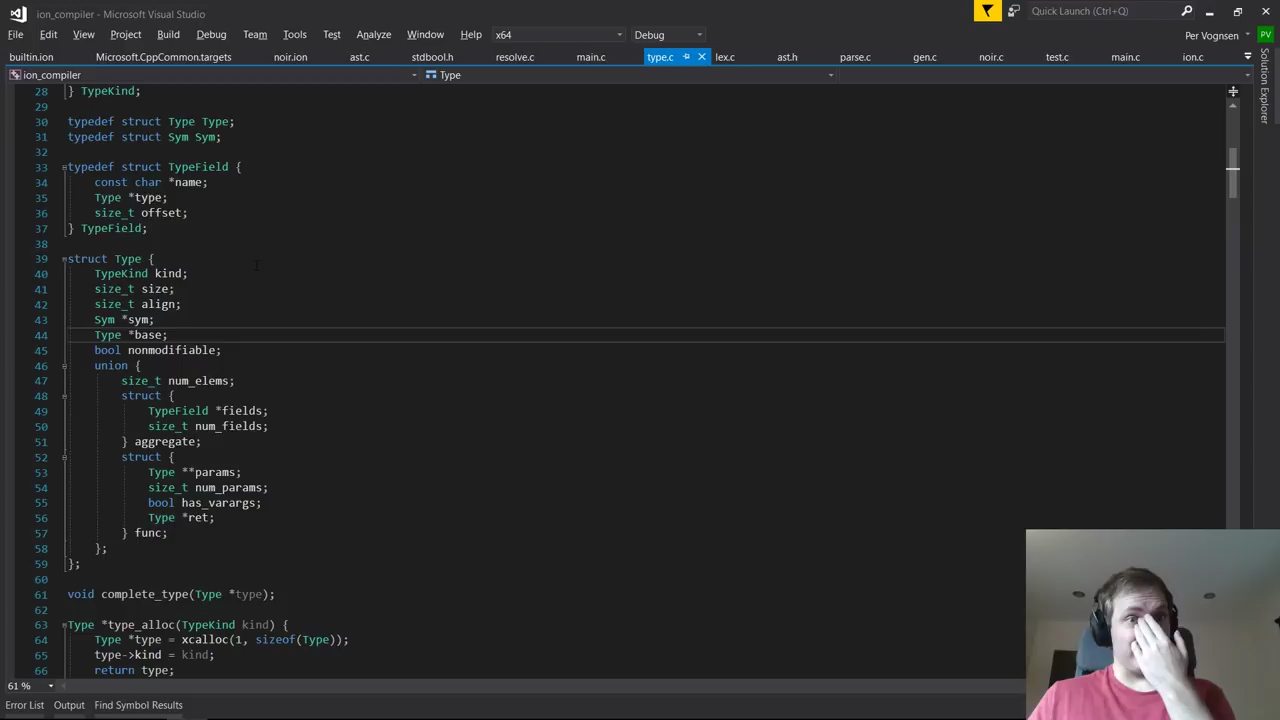 ion_compiler - Microsoft Visual Studio
Quick Launch (Ctrl+Q)
File Edit View Project Build Debug Team Tools Test Analyze Window Help x64 Debug
Per Vognsen PV
builtin.ion Microsoft.CppCommon.targets noir.ion ast.c stdbool.h resolve.c main.c type.c lex.c ast.h parse.c gen.c noir.c test.c main.c ion.c
ion_compiler Type
Solution Explorer
28 } TypeKind;
29
30 typedef struct Type Type;
31 typedef struct Sym Sym;
32
33 typedef struct TypeField {
34 const char *name;
35 Type *type;
36 size_t offset;
37 } TypeField;
38
39 struct Type {
40 TypeKind kind;
41 size_t size;
42 size_t align;
43 Sym *sym;
44 Type *base;
45 bool nonmodifiable;
46 union {
47 size_t num_elems;
48 struct {
49 TypeField *fields;
50 size_t num_fields;
51 } aggregate;
52 struct {
53 Type **params;
54 size_t num_params;
55 bool has_varargs;
56 Type *ret;
57 } func;
58 };
59 };
60
61 void complete_type(Type *type);
62
63 Type *type_alloc(TypeKind kind) {
64 Type *type = xcalloc(1, sizeof(Type));
65 type->kind = kind;
66 return type;
61 %
Error List Output Find Symbol Results